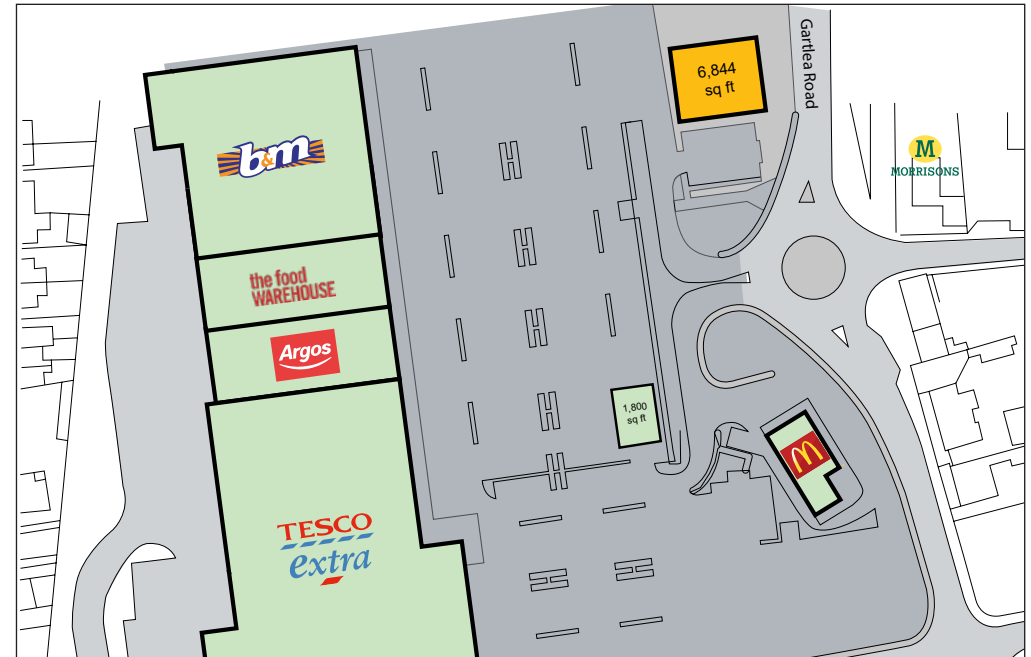 6,844
sq ft
Gartlea Road
b&m
M
MORRISONS
the food
WAREHOUSE
Argos
1,800
sq ft
M
TESCO
extra